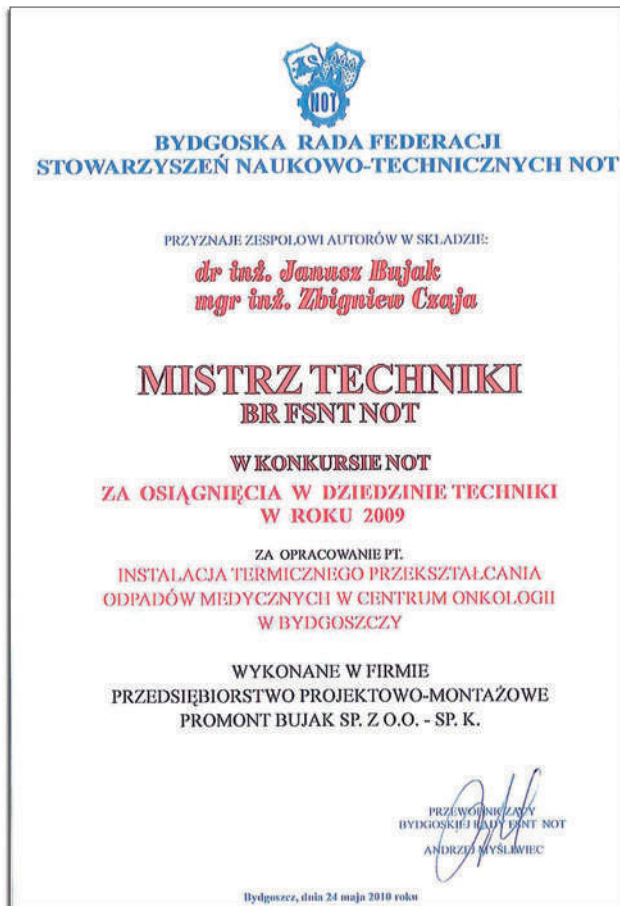 NOT
BYDGOSKA RADA FEDERACJI
STOWARZYSZEŃ NAUKOWO-TECHNICZNYCH NOT
PRZYZNAJE ZESPOŁOWI AUTORÓW W SKŁADZIE:
dr inż. Janusz Bujak
mgr inż. Zbigniew Czaja
MISTRZ TECHNIKI
BR FSNT NOT
W KONKURSIE NOT
ZA OSIĄGNIĘCIA W DZIEDZINIE TECHNIKI
W ROKU 2009
ZA OPRACOWANIE PT.
INSTALACJA TERMICZNEGO PRZEKSZTAŁCANIA
ODPADÓW MEDYCZNYCH W CENTRUM ONKOLOGII
W BYDGOSZCZY
WYKONANE W FIRMIE
PRZEDSIĘBIORSTWO PROJEKTOWO-MONTAŻOWE
PROMONT BUJAK SP. Z O.O. - SP. K.
PRZEWODNICZĄCY
BYDGOSKIEJ RADY FSNT NOT
ANDRZEJ MYŚLIWIEC
Bydgoszcz, dnia 24 maja 2010 roku